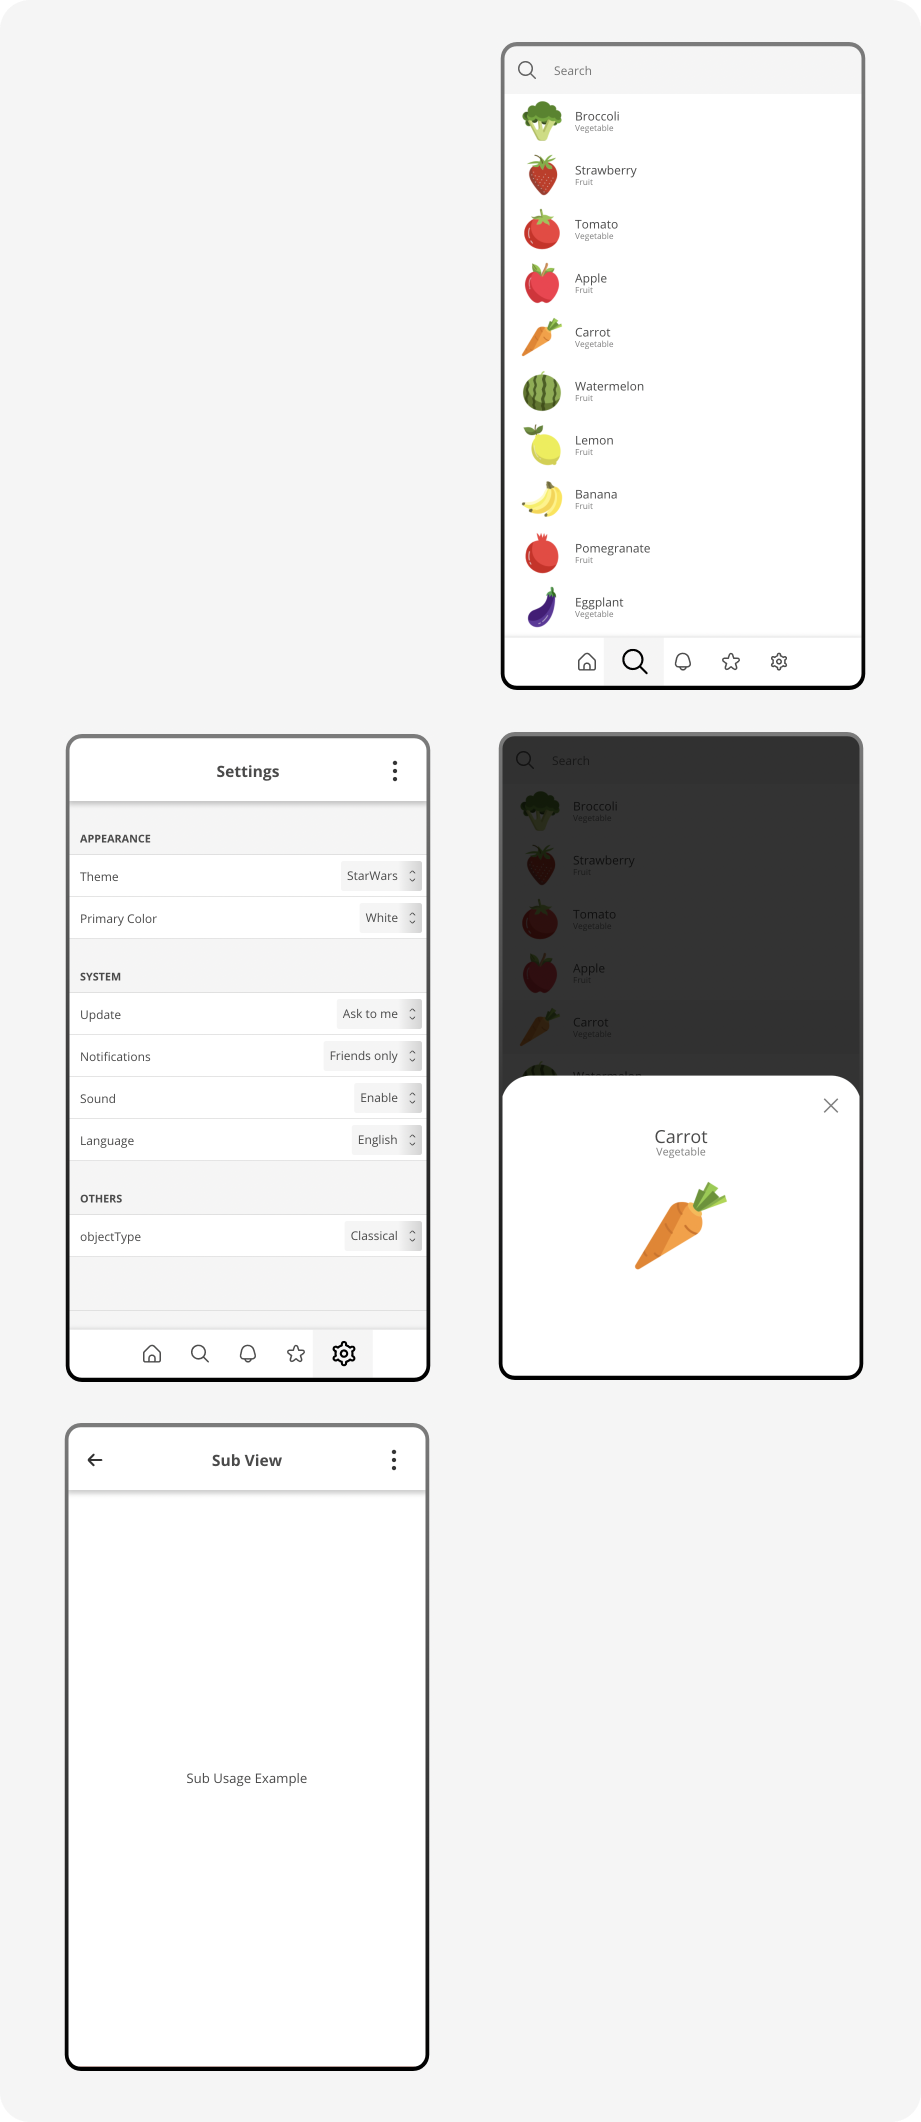 Search
Broccoli
Vegetable
Strawberry
Fruit
Tomato
Vegetable
Apple
Fruit
Carrot
Vegetable
Watermelon
Fruit
Lemon
Fruit
Banana
Fruit
Pomegranate
Fruit
Eggplant
Vegetable
Settings
APPEARANCE
Theme StarWars
Primary Color White
SYSTEM
Update Ask to me
Notifications Friends only
Sound Enable
Language English
OTHERS
objectType Classical
Search
Broccoli
Vegetable
Strawberry
Fruit
Tomato
Vegetable
Apple
Fruit
Carrot
Vegetable
Watermelon
Carrot
Vegetable
Sub View
Sub Usage Example